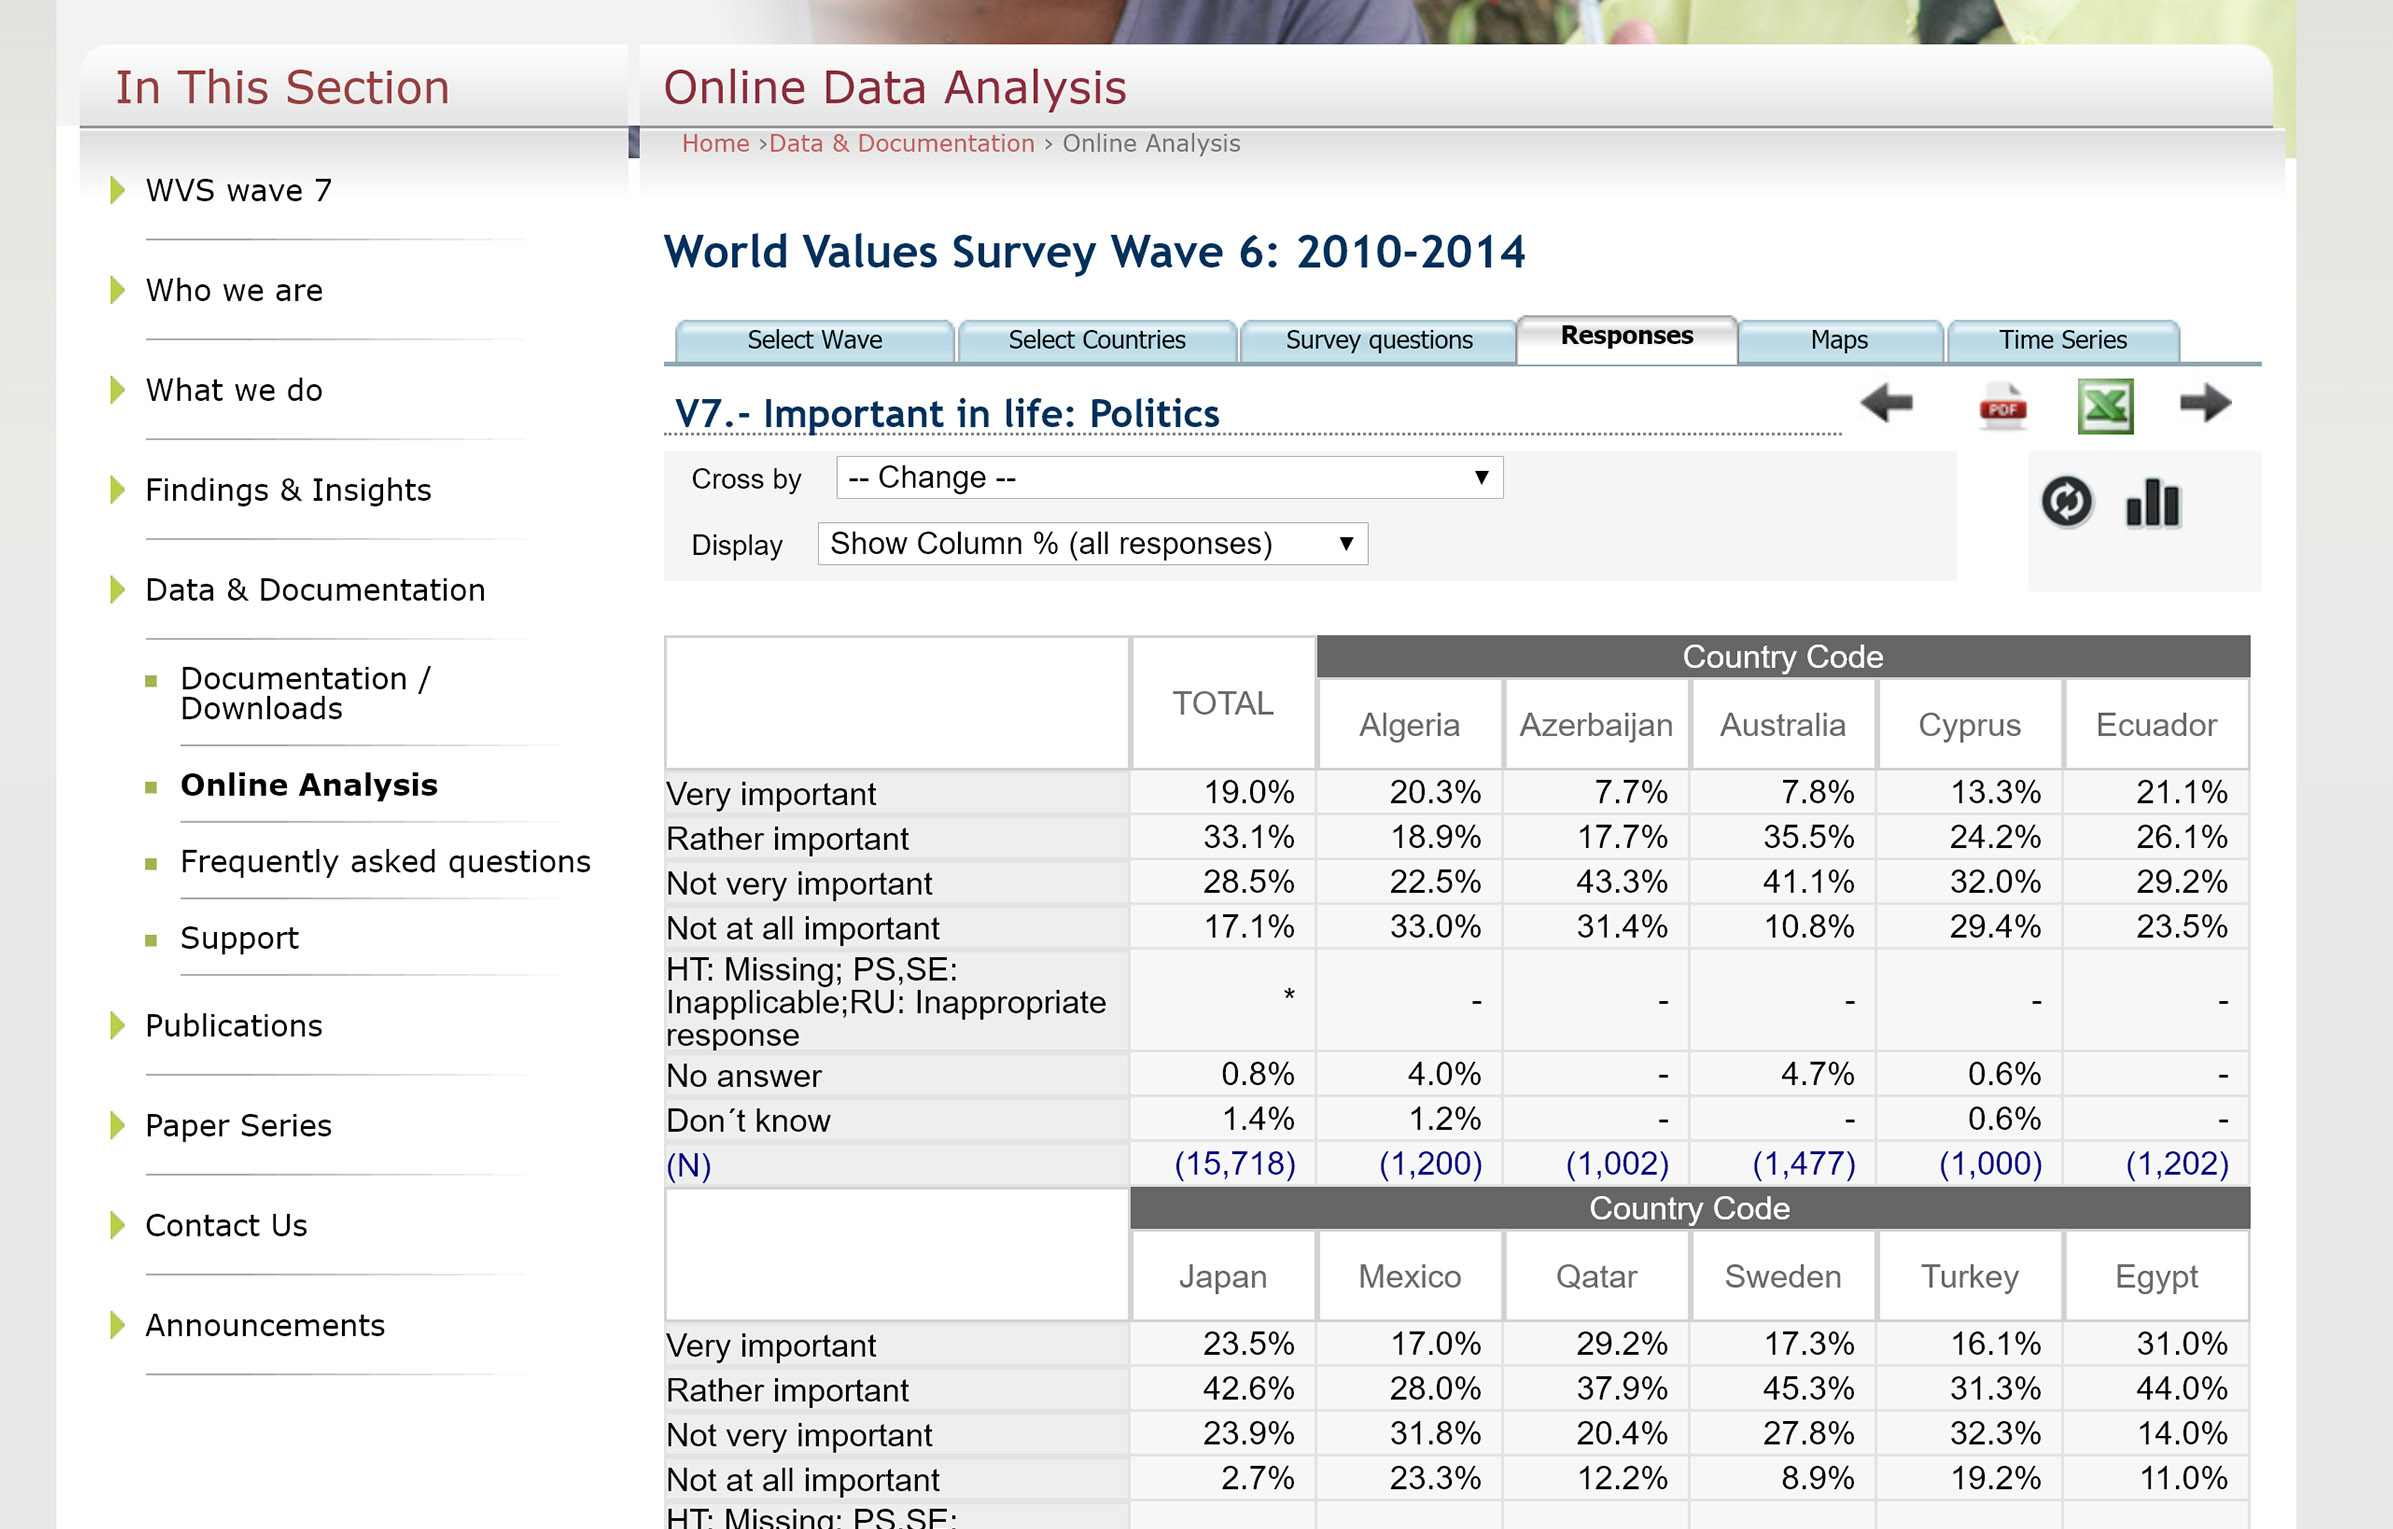 In This Section
WVS wave 7
Who we are
What we do
Findings & Insights
Data & Documentation
Documentation /
Downloads
Online Analysis
Frequently asked questions
Support
Publications
Paper Series
Contact Us
Announcements
Online Data Analysis
Home ›Data & Documentation › Online Analysis
World Values Survey Wave 6: 2010-2014
Select Wave Select Countries Survey questions Responses Maps Time Series
V7.- Important in life: Politics
PDF
Cross by -- Change --
Display Show Column % (all responses)
Country Code
TOTAL Algeria Azerbaijan Australia Cyprus Ecuador
Very important 19.0% 20.3% 7.7% 7.8% 13.3% 21.1%
Rather important 33.1% 18.9% 17.7% 35.5% 24.2% 26.1%
Not very important 28.5% 22.5% 43.3% 41.1% 32.0% 29.2%
Not at all important 17.1% 33.0% 31.4% 10.8% 29.4% 23.5%
HT: Missing; PS,SE:
Inapplicable;RU: Inappropriate
response * - - - - -
No answer 0.8% 4.0% - 4.7% 0.6% -
Don´t know 1.4% 1.2% - - 0.6% -
(N) (15,718) (1,200) (1,002) (1,477) (1,000) (1,202)
Country Code
Japan Mexico Qatar Sweden Turkey Egypt
Very important 23.5% 17.0% 29.2% 17.3% 16.1% 31.0%
Rather important 42.6% 28.0% 37.9% 45.3% 31.3% 44.0%
Not very important 23.9% 31.8% 20.4% 27.8% 32.3% 14.0%
Not at all important 2.7% 23.3% 12.2% 8.9% 19.2% 11.0%
HT: Missing; PS,SE: